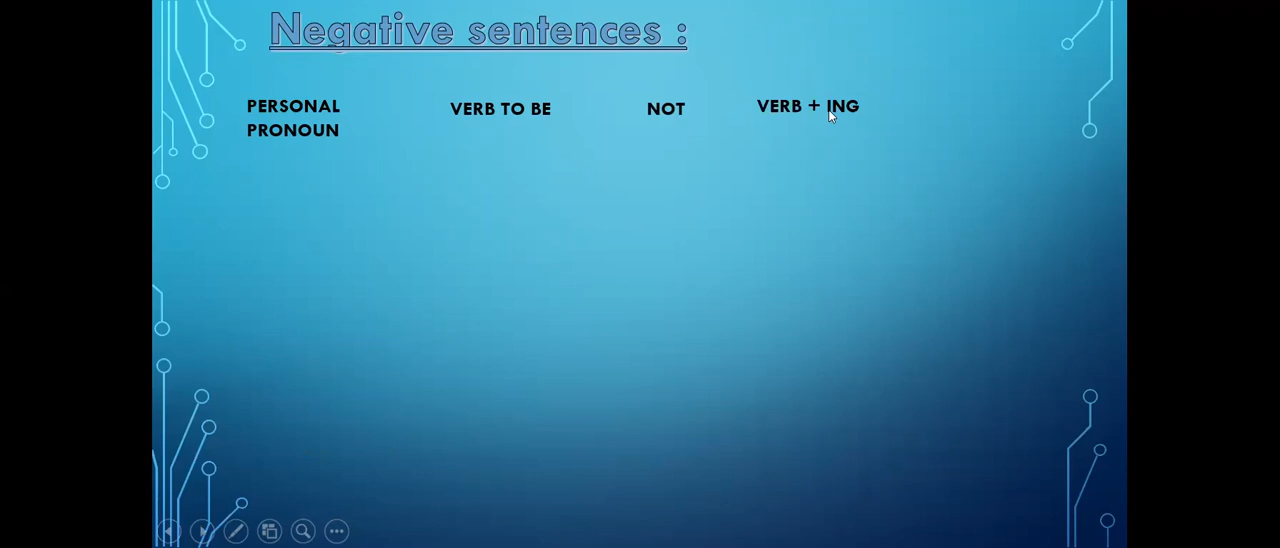 Negative sentences :
PERSONAL PRONOUN VERB TO BE NOT VERB + ING